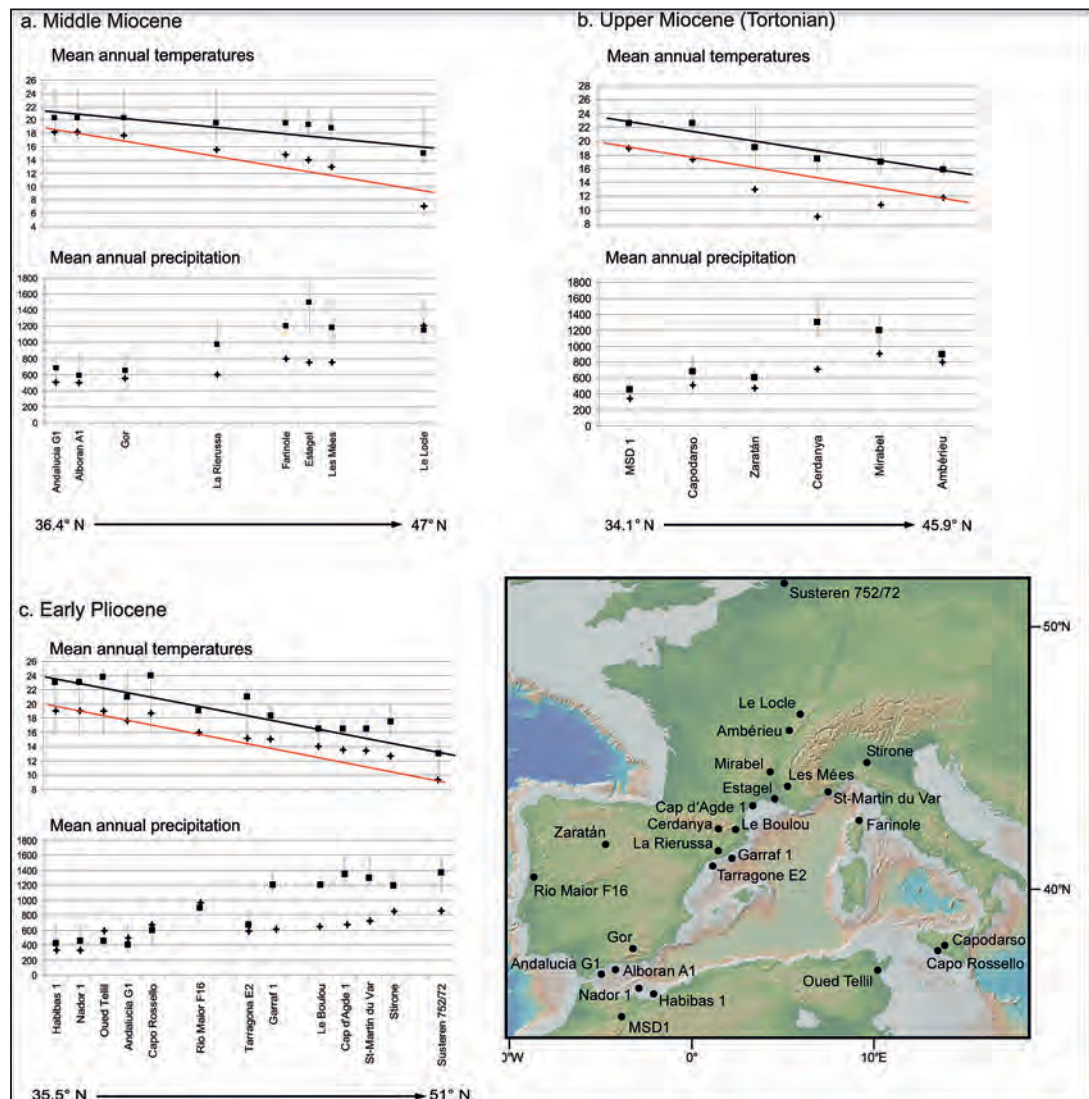 a. Middle Miocene
Mean annual temperatures
26
24
22
20
18
16
14
12
10
8
6
4
Mean annual precipitation
1800
1600
1400
1200
1000
800
600
400
200
0
Andalucia G1
Alboran A1
Gor
La Rierussa
Farinole
Estagel
Les Mées
Le Locle
36.4° N 47° N
b. Upper Miocene (Tortonian)
Mean annual temperatures
28
26
24
22
20
18
16
14
12
10
8
Mean annual precipitation
1800
1600
1400
1200
1000
800
600
400
200
0
MSD 1
Capodarso
Zaratán
Cerdanya
Mirabel
Ambérieu
34.1° N 45.9° N
c. Early Pliocene
Mean annual temperatures
26
24
22
20
18
16
14
12
10
8
Mean annual precipitation
1800
1600
1400
1200
1000
800
600
400
200
0
Habibas 1
Nador 1
Oued Tellil
Andalucia G1
Capo Rossello
Rio Maior F16
Tarragona E2
Garraf 1
Le Boulou
Cap d'Agde 1
St-Martin du Var
Stirone
Susteren 752/72
35.5° N 51° N
Susteren 752/72
50°N
Le Locle
Ambérieu
Stirone
Mirabel
Les Mées
Estagel
St-Martin du Var
Cap d'Agde 1
Cerdanya
Le Boulou
Farinole
Zaratán
La Rierussa
Garraf 1
Tarragone E2
Rio Maior F16
40°N
Gor
Capodarso
Andalucia G1
Alboran A1
Capo Rossello
Oued Tellil
Nador 1
Habibas 1
MSD1
0°W
0°
10°E